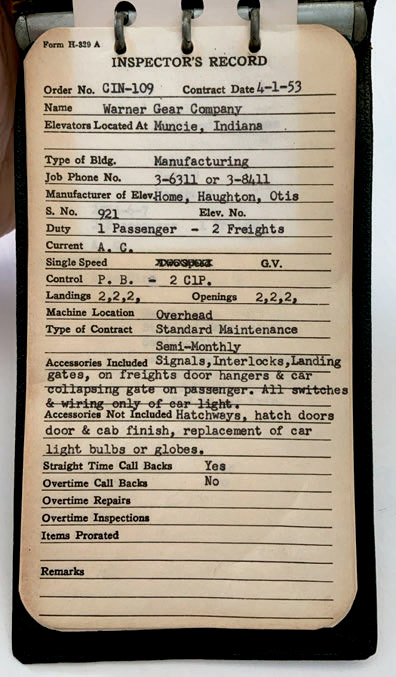 Form H-329 A
INSPECTOR'S RECORD
Order No. CIN-109 Contract Date 4-1-53
Name Warner Gear Company
Elevators Located At Muncie, Indiana
Type of Bldg. Manufacturing
Job Phone No. 3-6311 or 3-8411
Manufacturer of Elev. Home, Haughton, Otis
S. No. 921 Elev. No.
Duty 1 Passenger - 2 Freights
Current A. C.
Single Speed Two Speed G.V.
Control P. B. - 2 ClP.
Landings 2,2,2, Openings 2,2,2,
Machine Location Overhead
Type of Contract Standard Maintenance
Semi-Monthly
Accessories Included Signals,Interlocks,Landing
gates, on freights door hangers & car
collapsing gate on passenger. All switches
& wiring only of car light.
Accessories Not Included Hatchways, hatch doors
door & cab finish, replacement of car
light bulbs or globes.
Straight Time Call Backs Yes
Overtime Call Backs No
Overtime Repairs
Overtime Inspections
Items Prorated
Remarks